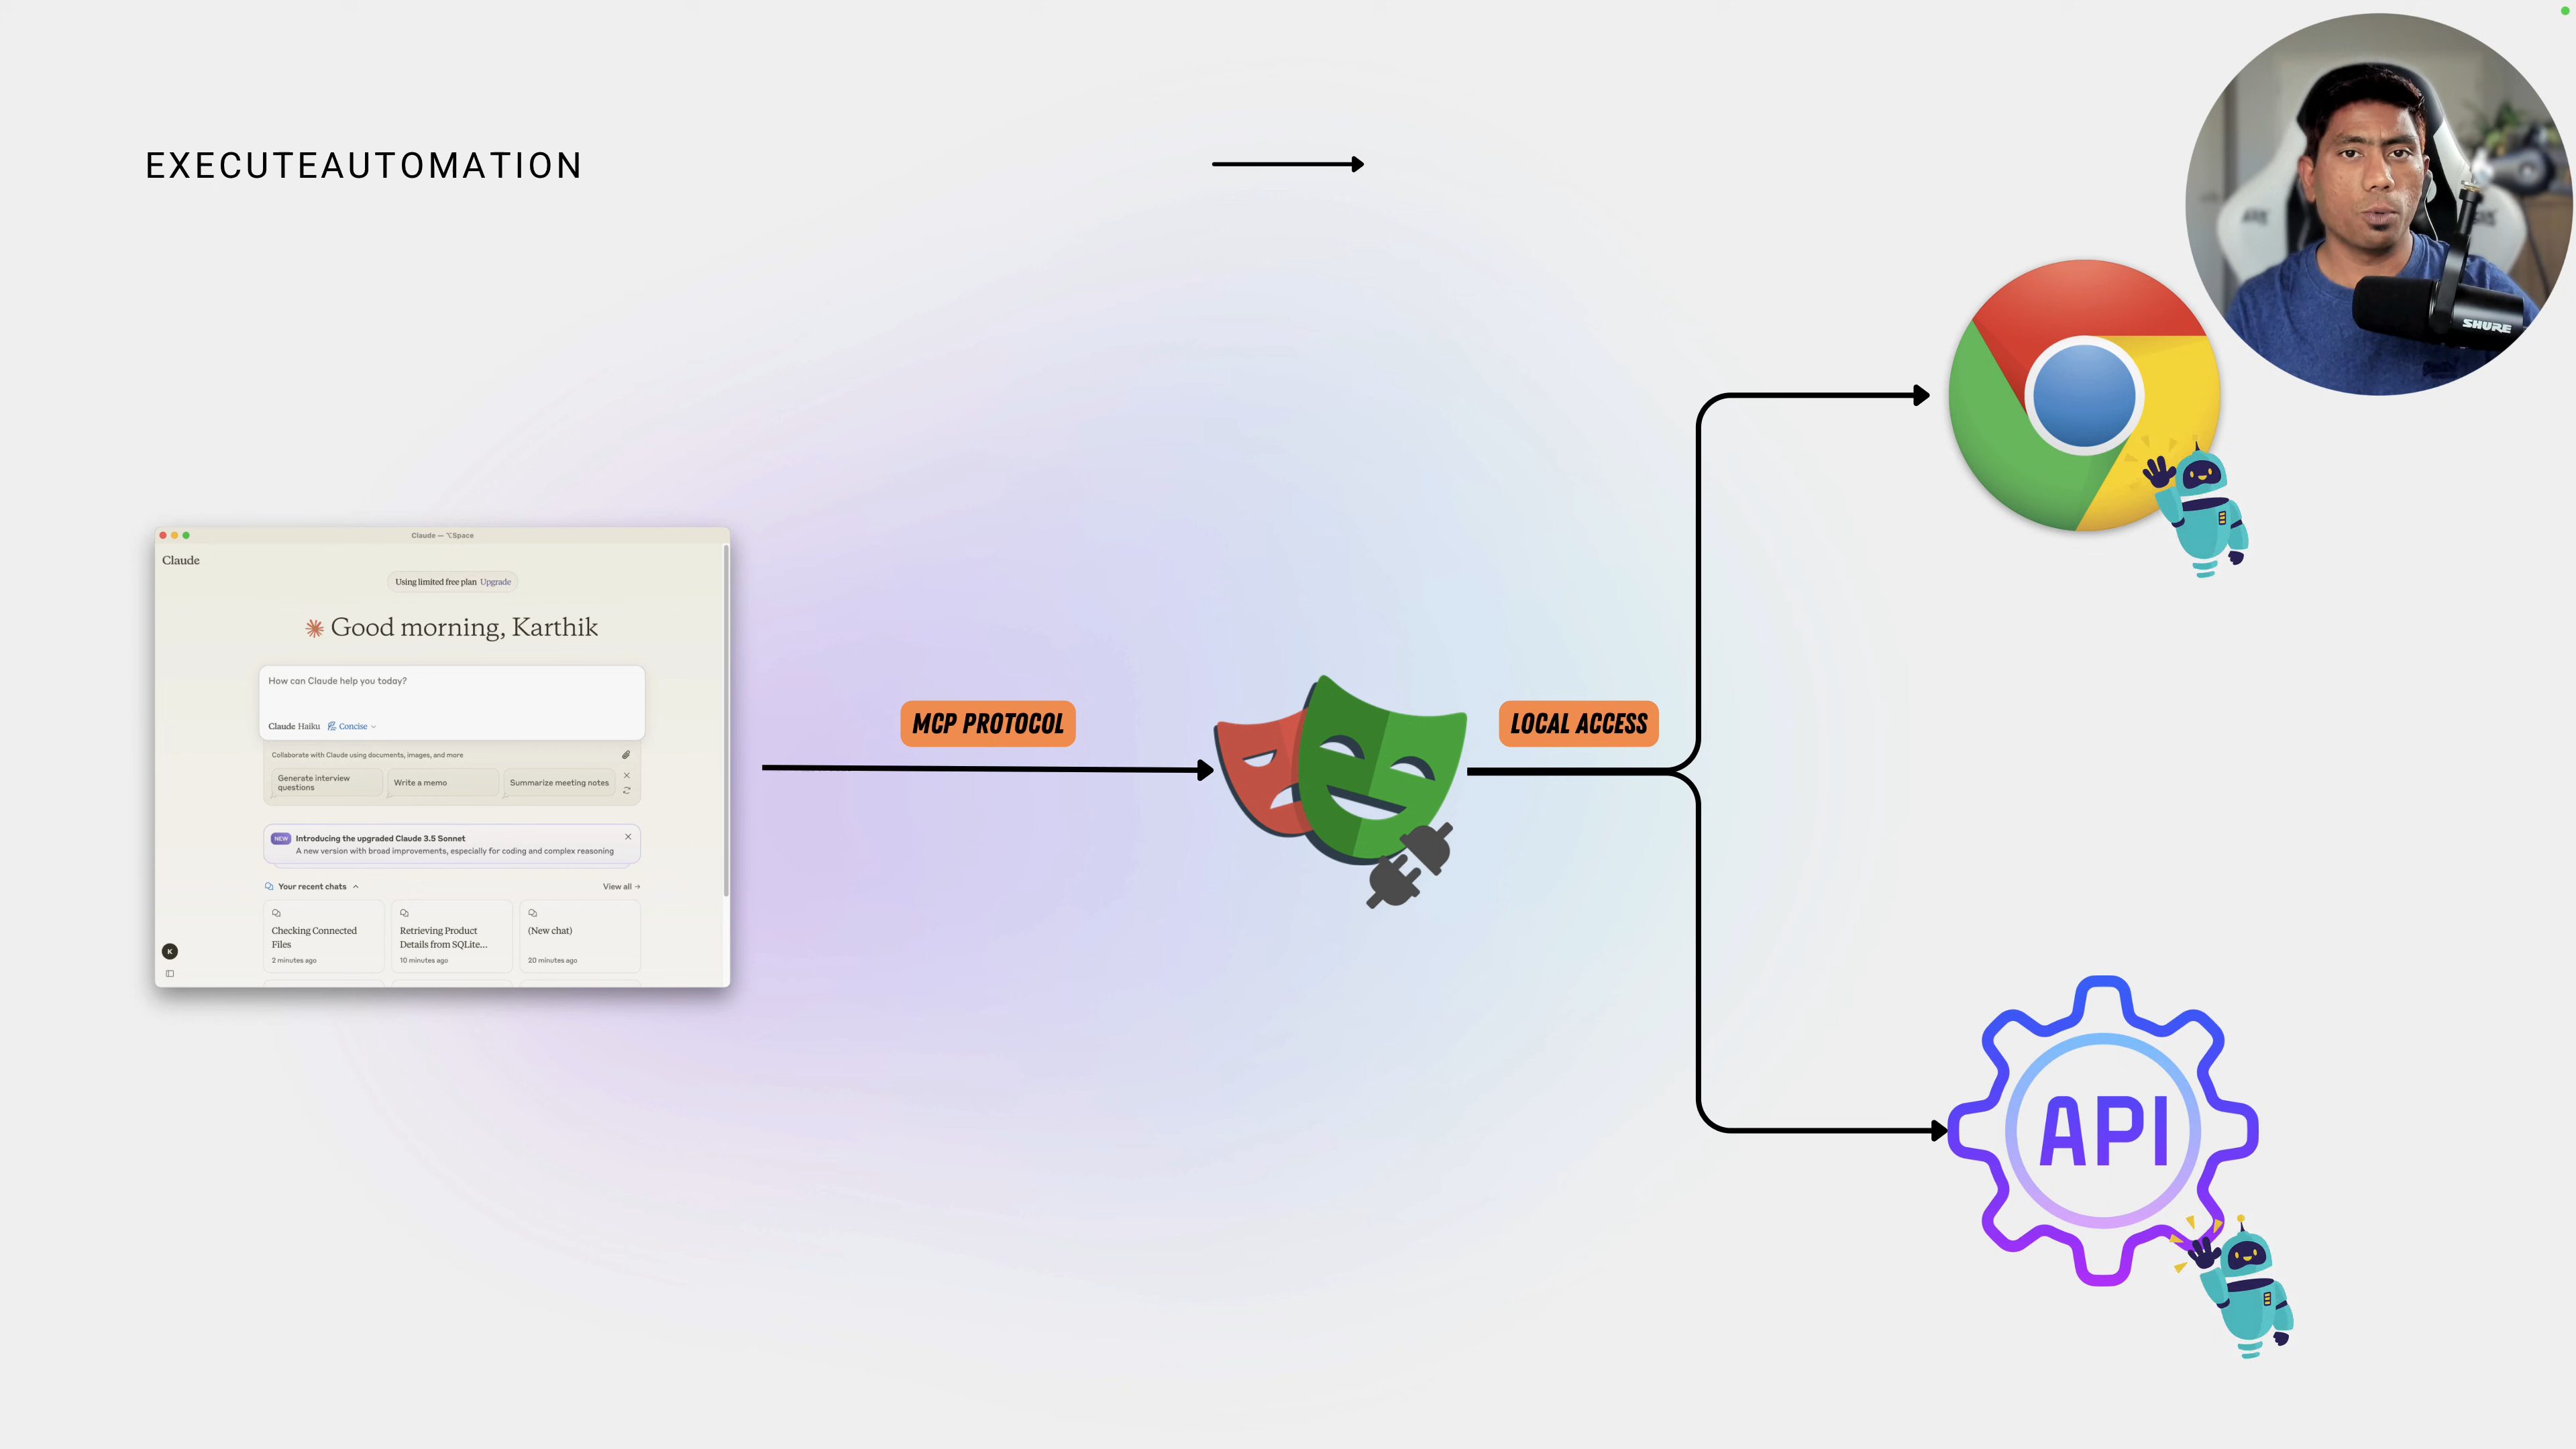 EXECUTEAUTOMATION
SHURE
Claude — ⌥Space
Claude
Using limited free plan Upgrade
Good morning, Karthik
How can Claude help you today?
Claude Haiku Concise
Collaborate with Claude using documents, images, and more
Generate interview
questions
Write a memo
Summarize meeting notes
NEW Introducing the upgraded Claude 3.5 Sonnet
A new version with broad improvements, especially for coding and complex reasoning
Your recent chats
View all →
Checking Connected
Files
2 minutes ago
Retrieving Product
Details from SQLite...
10 minutes ago
(New chat)
20 minutes ago
K
MCP PROTOCOL
LOCAL ACCESS
API